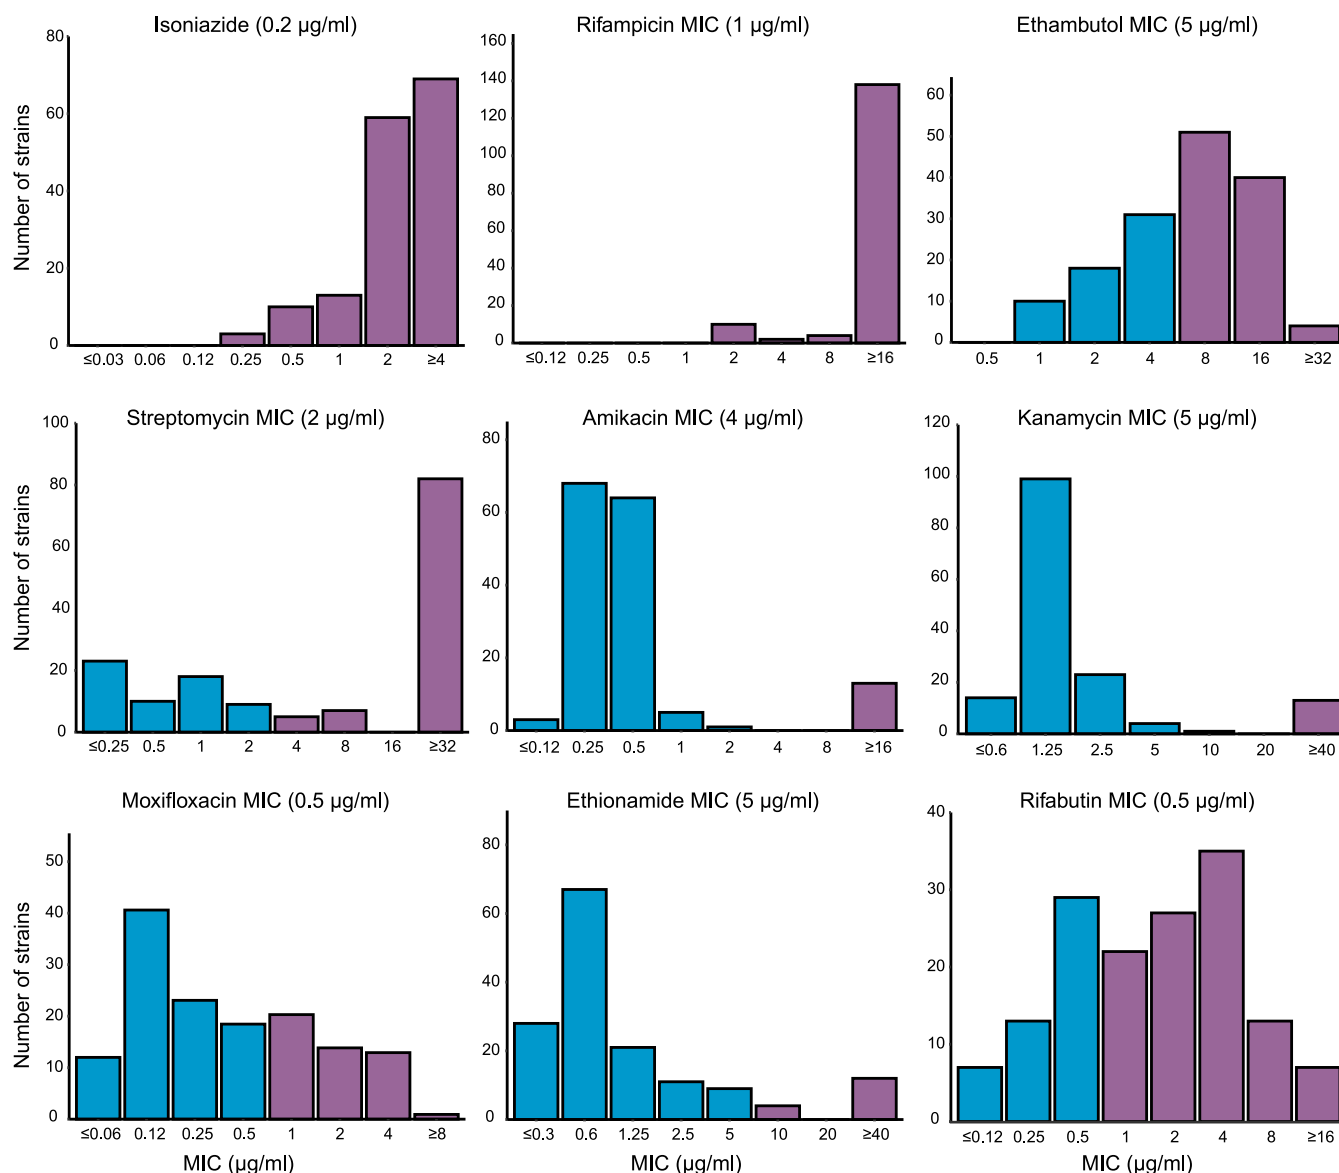 Isoniazide (0.2 µg/ml)
Rifampicin MIC (1 µg/ml)
Ethambutol MIC (5 µg/ml)
Number of strains
80
60
40
20
0
≤0.03 0.06 0.12 0.25 0.5 1 2 ≥4
160
140
120
100
80
60
40
20
0
≤0.12 0.25 0.5 1 2 4 8 ≥16
60
50
40
30
20
10
0
0.5 1 2 4 8 16 ≥32
Streptomycin MIC (2 µg/ml)
Amikacin MIC (4 µg/ml)
Kanamycin MIC (5 µg/ml)
Number of strains
100
80
60
40
20
0
≤0.25 0.5 1 2 4 8 16 ≥32
80
60
40
20
0
≤0.12 0.25 0.5 1 2 4 8 ≥16
120
100
80
60
40
20
0
≤0.6 1.25 2.5 5 10 20 ≥40
Moxifloxacin MIC (0.5 µg/ml)
Ethionamide MIC (5 µg/ml)
Rifabutin MIC (0.5 µg/ml)
Number of strains
50
40
30
20
10
0
≤0.06 0.12 0.25 0.5 1 2 4 ≥8
MIC (µg/ml)
80
60
40
20
0
≤0.3 0.6 1.25 2.5 5 10 20 ≥40
MIC (µg/ml)
40
30
20
10
0
≤0.12 0.25 0.5 1 2 4 8 ≥16
MIC (µg/ml)